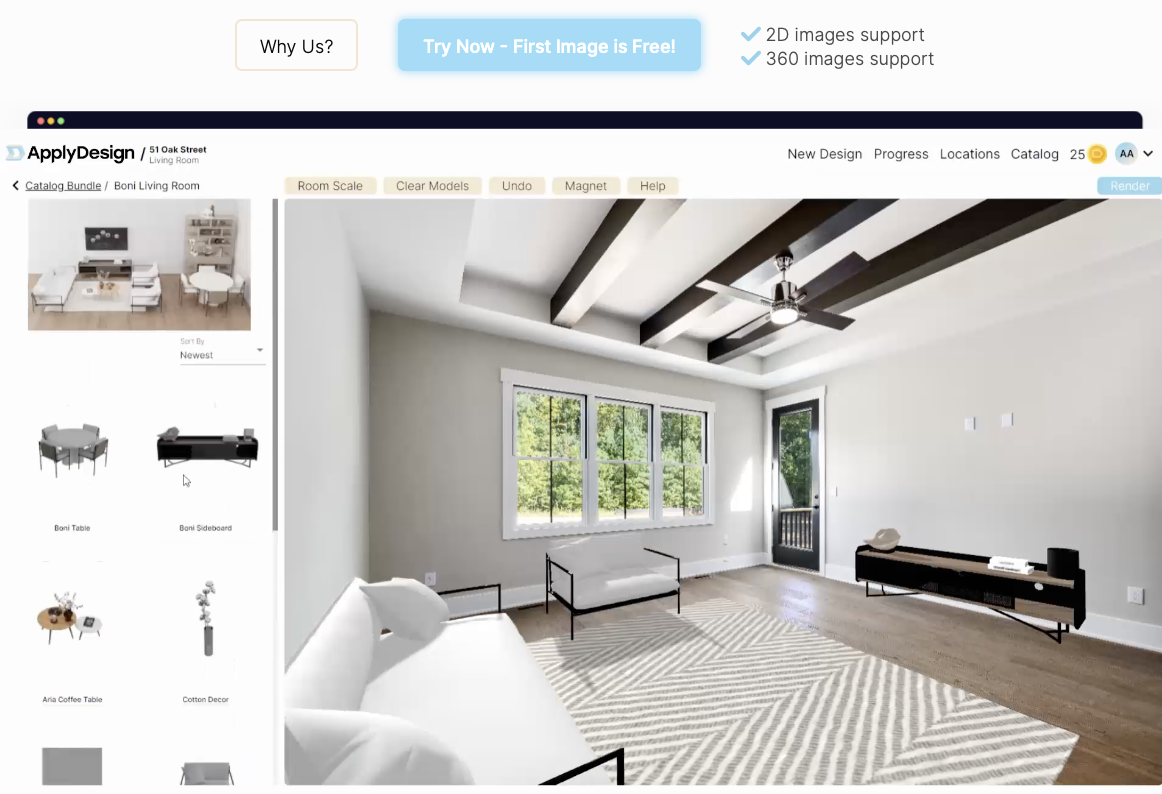 Why Us?
Try Now - First Image is Free!
2D images support
360 images support
ApplyDesign / 51 Oak Street
Living Room
New Design Progress Locations Catalog 25 AA
Catalog Bundle / Boni Living Room
Room Scale Clear Models Undo Magnet Help Render
Sort By
Newest
Boni Table Boni Sideboard
Aria Coffee Table Cotton Decor